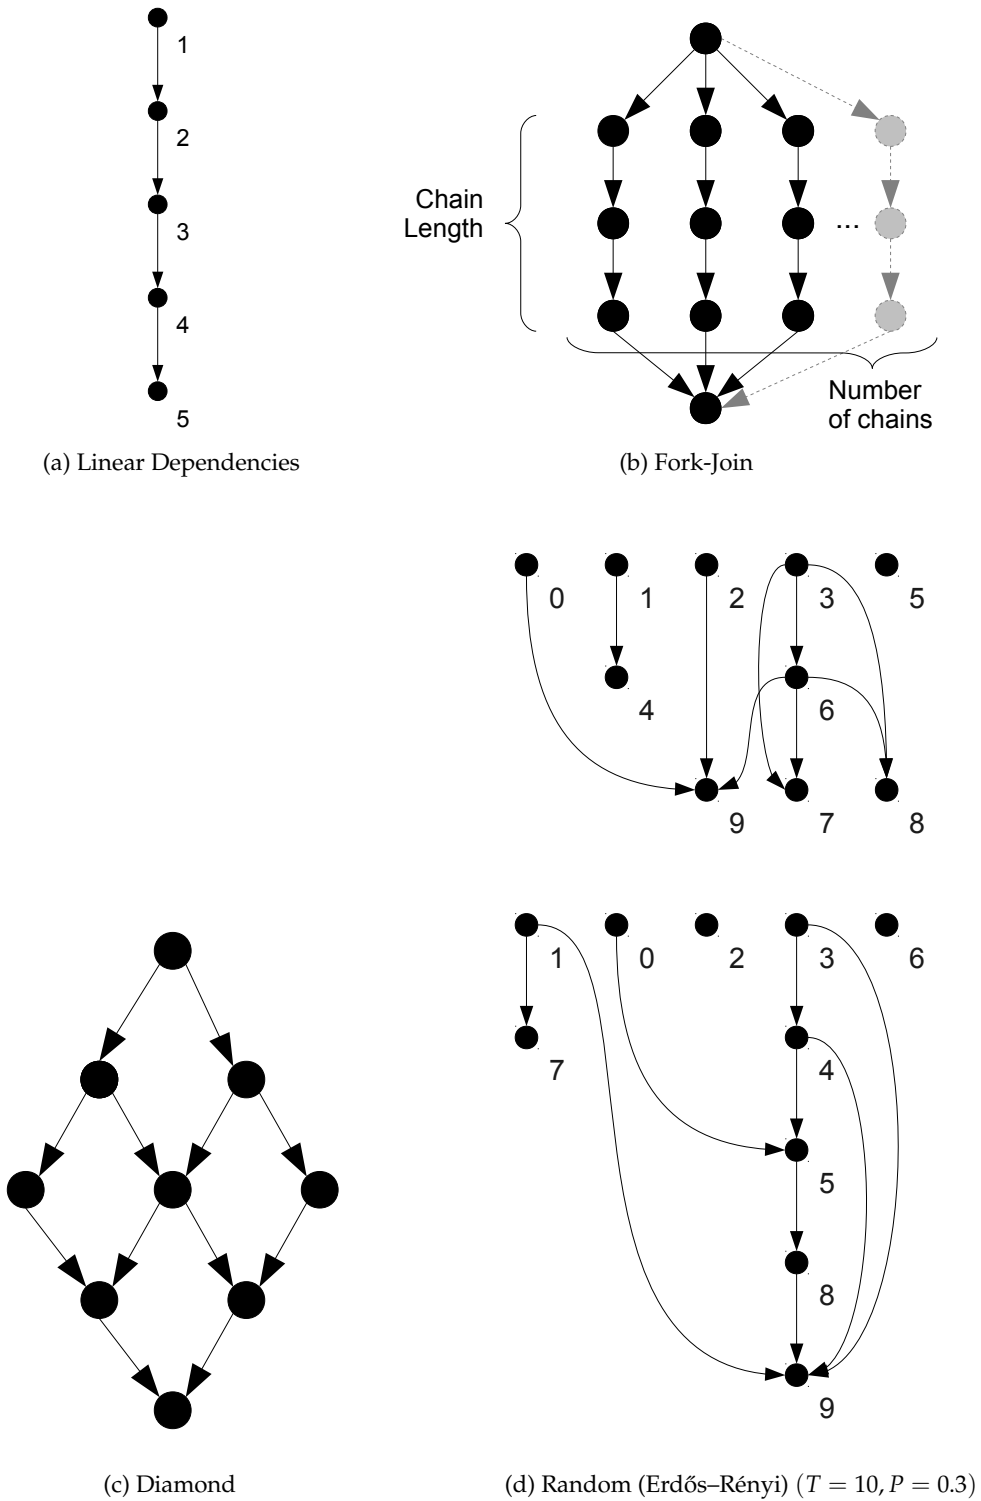 1
2
3
4
5
(a) Linear Dependencies
Chain
Length
...
Number
of chains
(b) Fork-Join
0 1 2 3 5
4 6
9 7 8
1 0 2 3 6
7 4
5
8
9
(c) Diamond
(d) Random (Erdős–Rényi) (T = 10, P = 0.3)